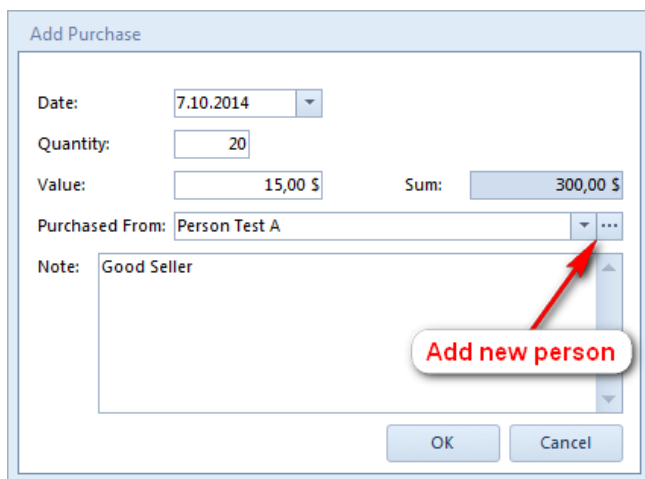 Add Purchase
Date: 7.10.2014
Quantity: 20
Value: 15,00 $ Sum: 300,00 $
Purchased From: Person Test A ...
Note: Good Seller
Add new person
OK Cancel